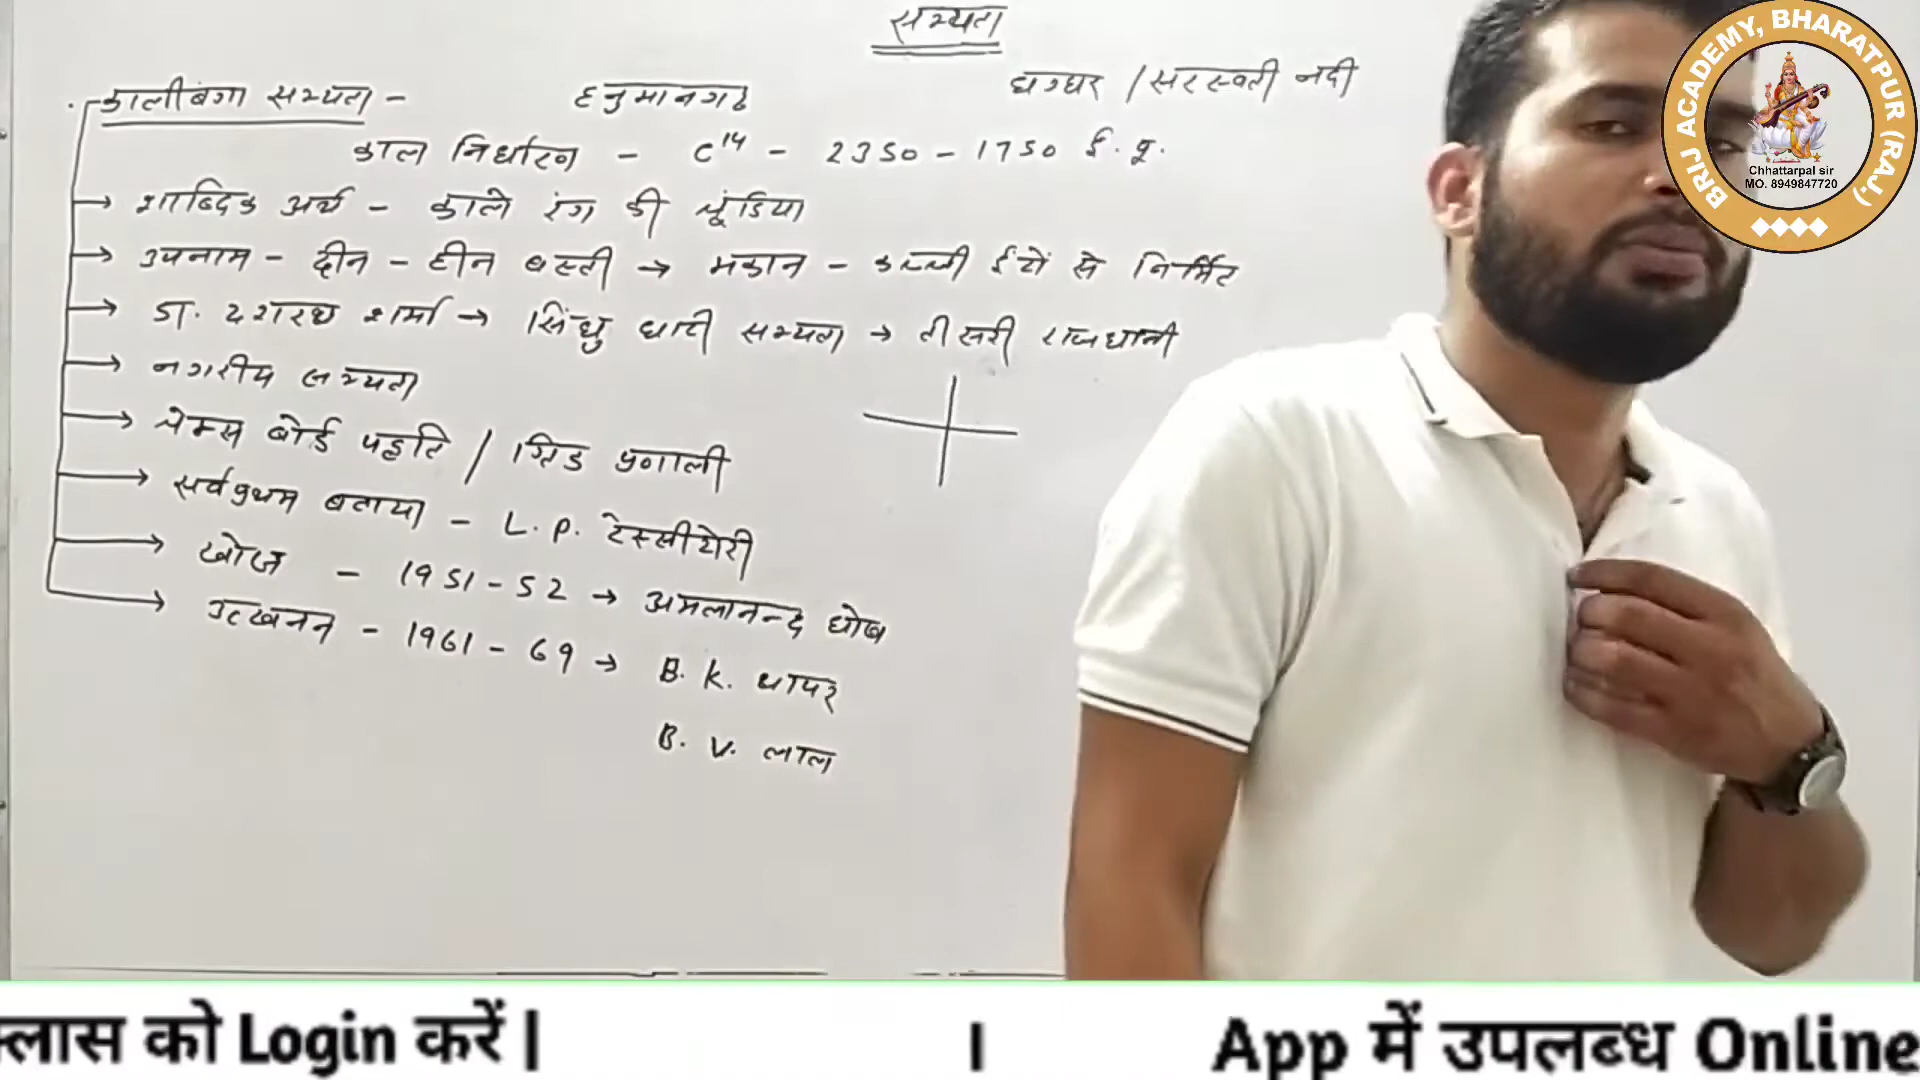 सभ्यता
कालीबंगा सभ्यता - हनुमानगढ घग्घर / सरस्वती नदी
काल निर्धारण - C14 - 2350 - 1750 ई. पू.
शाब्दिक अर्थ - काले रंग की चूंडिया
उपनाम - दीन - हीन बस्ती → मकान - कच्ची ईंटों से निर्मित
डा. दशरथ शर्मा → सिंधु घाटी सभ्यता → तीसरी राजधानी
नगरीय सभ्यता
चेम्स बोर्ड पद्दति / ग्रिड प्रणाली
सर्वप्रथम बताया - L. P. टेस्सीटोरी
खोज - 1951 - 52 → अमलानन्द घोष
उत्खनन - 1961 - 69 → B. K. थापर
B. V. लाल
BRIJ ACADEMY, BHARATPUR (RAJ.)
Chhattarpal sir
MO. 8949847720
लास को Login करें | | App में उपलब्ध Online